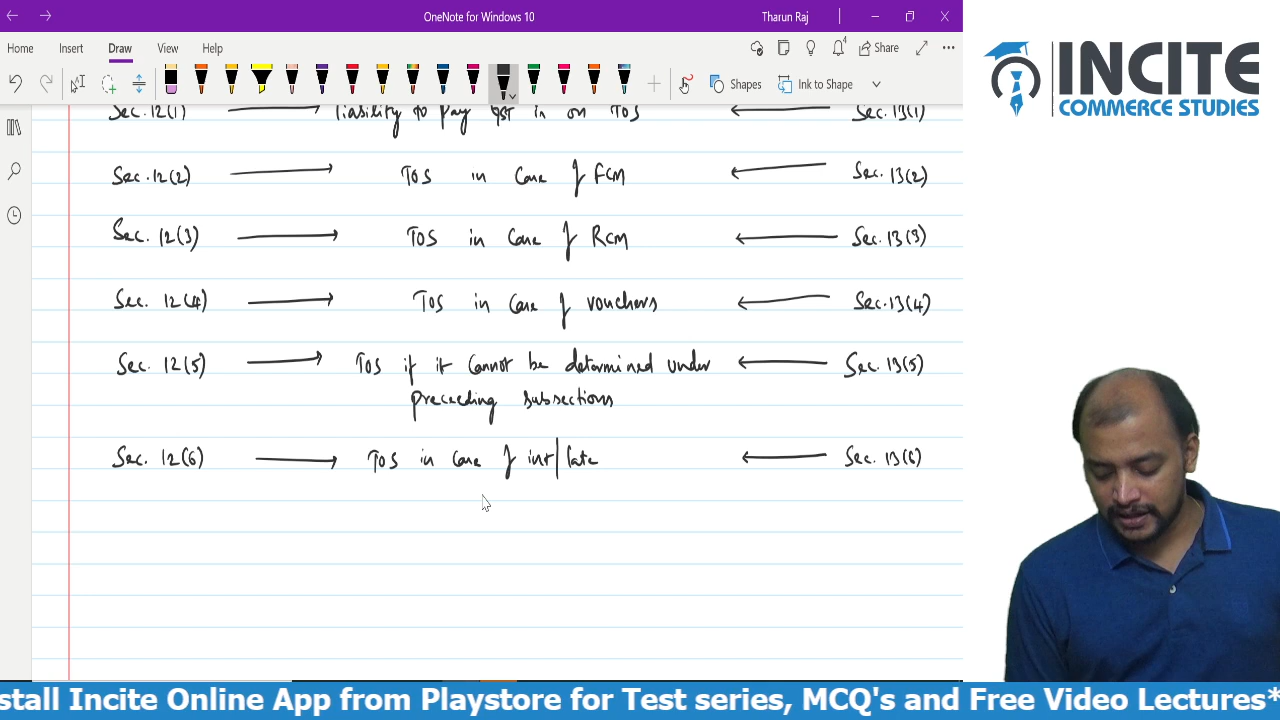 OneNote for Windows 10
Tharun Raj
Home Insert Draw View Help
4
Share
Shapes
Ink to Shape
INCITE
COMMERCE STUDIES
Sec.12(1) liability to pay GST in on TOS Sec.13(1)
Sec.12(2) TOS in Case of FCM Sec.13(2)
Sec.12(3) TOS in Case of RCM Sec.13(3)
Sec. 12(4) TOS in Case of vouchers Sec.13(4)
Sec. 12(5) TOS if it cannot be determined under Sec.13(5)
preceding subsections
Sec. 12(6) TOS in Case of int/late Sec. 13(6)
stall Incite Online App from Playstore for Test series, MCQ's and Free Video Lectures*